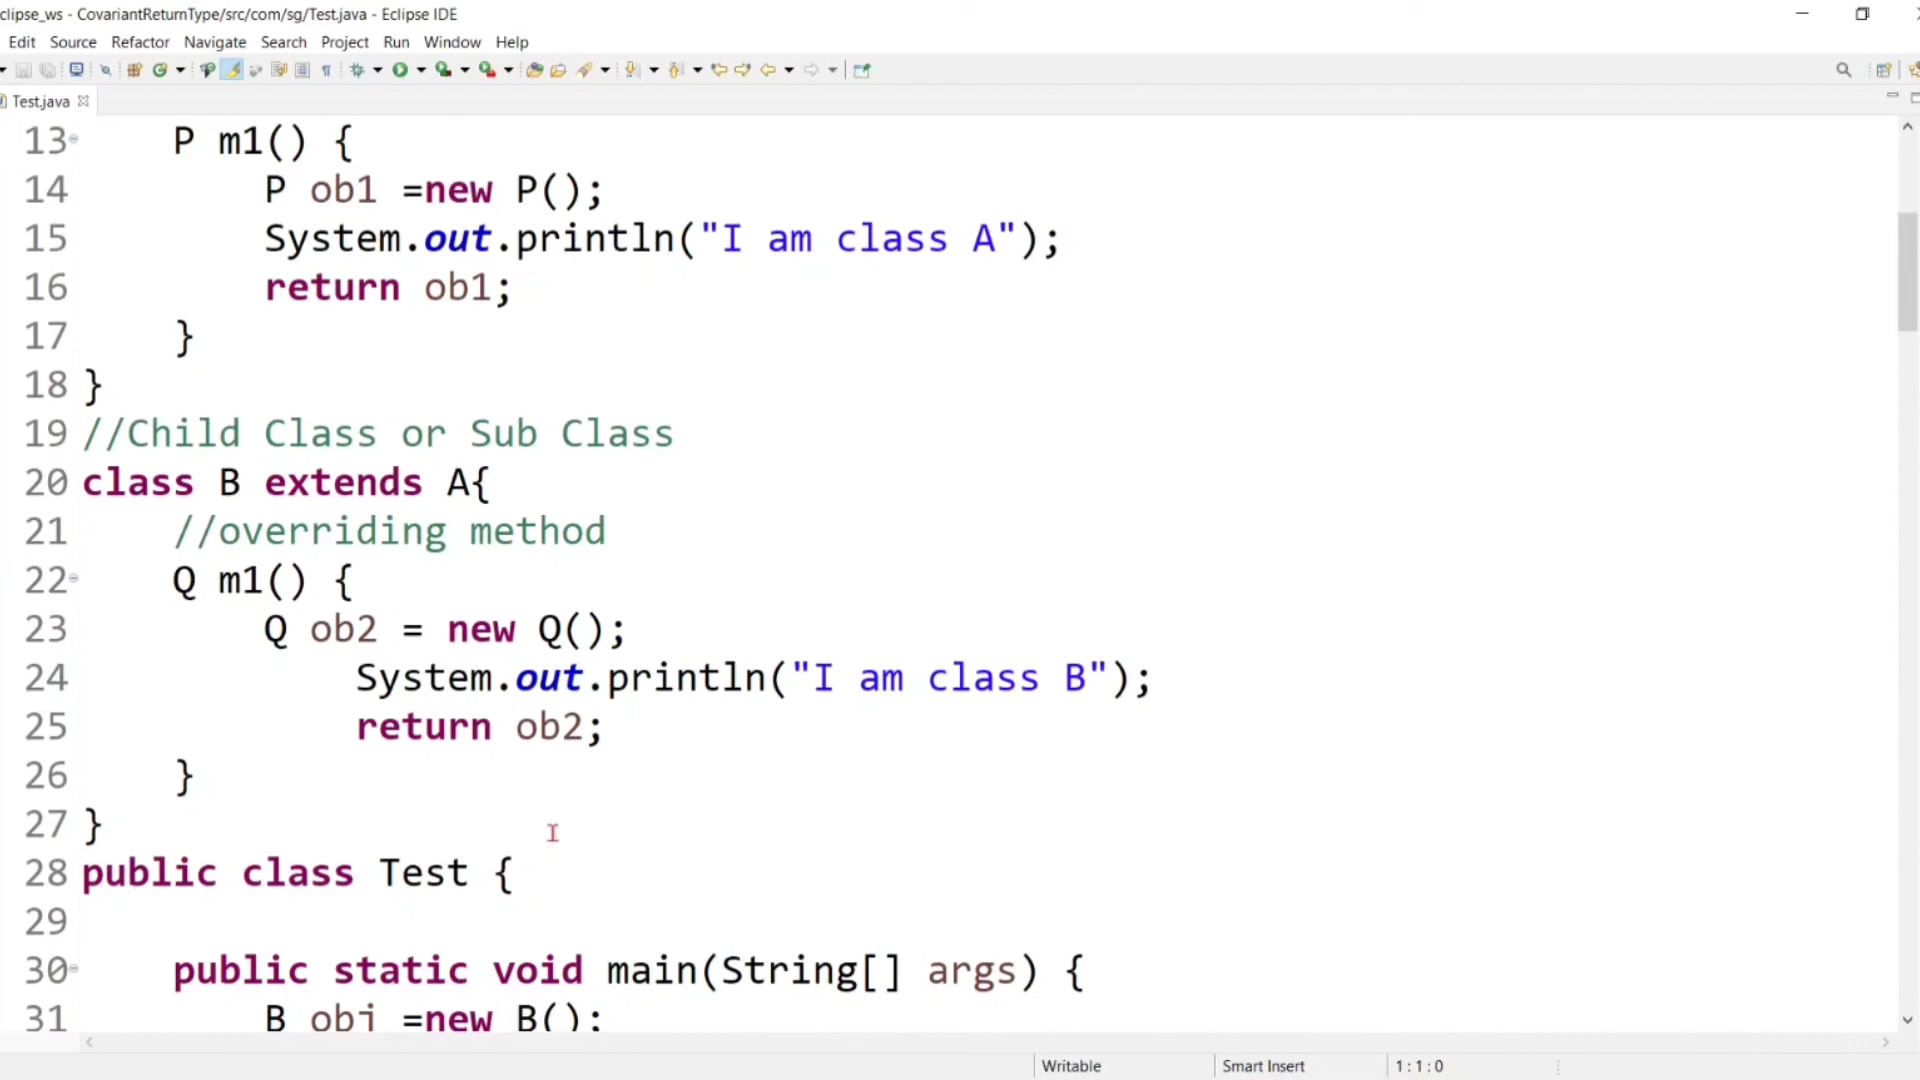 clipse_ws - CovariantReturnType/src/com/sg/Test.java - Eclipse IDE
Edit Source Refactor Navigate Search Project Run Window Help
Test.java
13 P m1() {
14 P ob1 =new P();
15 System.out.println("I am class A");
16 return ob1;
17 }
18 }
19 //Child Class or Sub Class
20 class B extends A{
21 //overriding method
22 Q m1() {
23 Q ob2 = new Q();
24 System.out.println("I am class B");
25 return ob2;
26 }
27 }
28 public class Test {
29
30 public static void main(String[] args) {
31 B obj =new B();
Writable Smart Insert 1 : 1 : 0